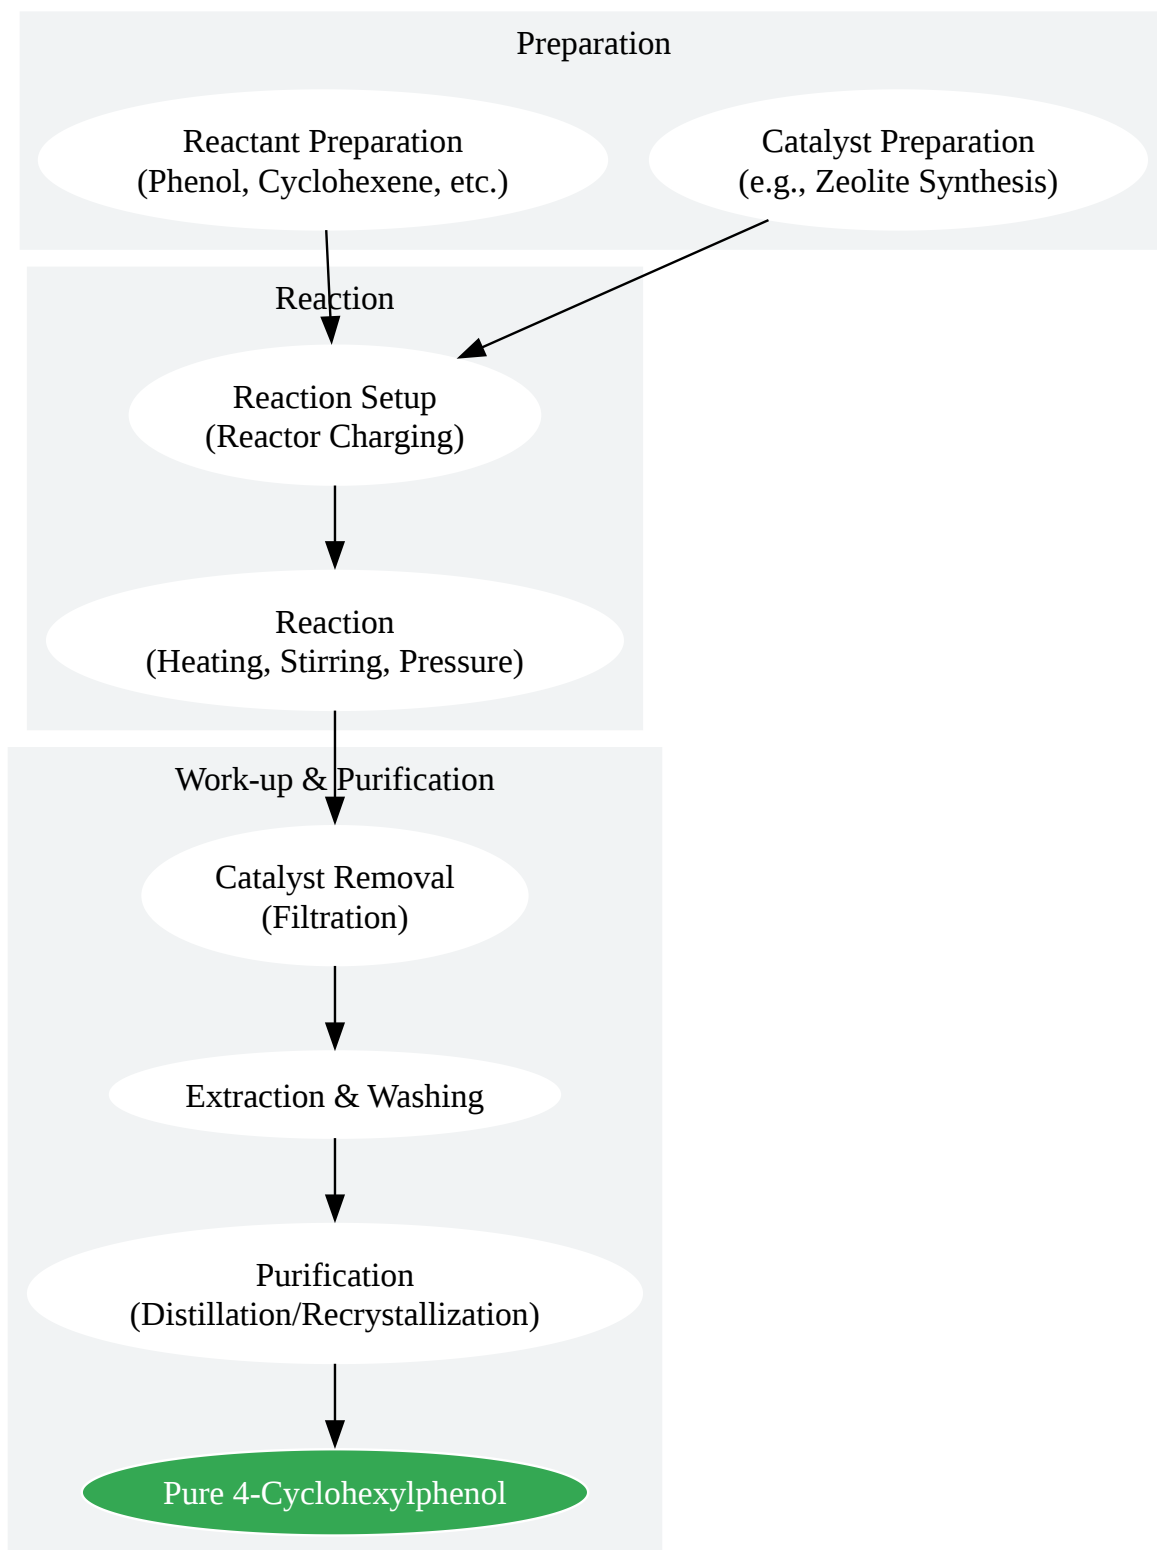 Preparation
Reactant Preparation
(Phenol, Cyclohexene, etc.)
Catalyst Preparation
(e.g., Zeolite Synthesis)
Reaction
Reaction Setup
(Reactor Charging)
Reaction
(Heating, Stirring, Pressure)
Work-up & Purification
Catalyst Removal
(Filtration)
Extraction & Washing
Purification
(Distillation/Recrystallization)
Pure 4-Cyclohexylphenol